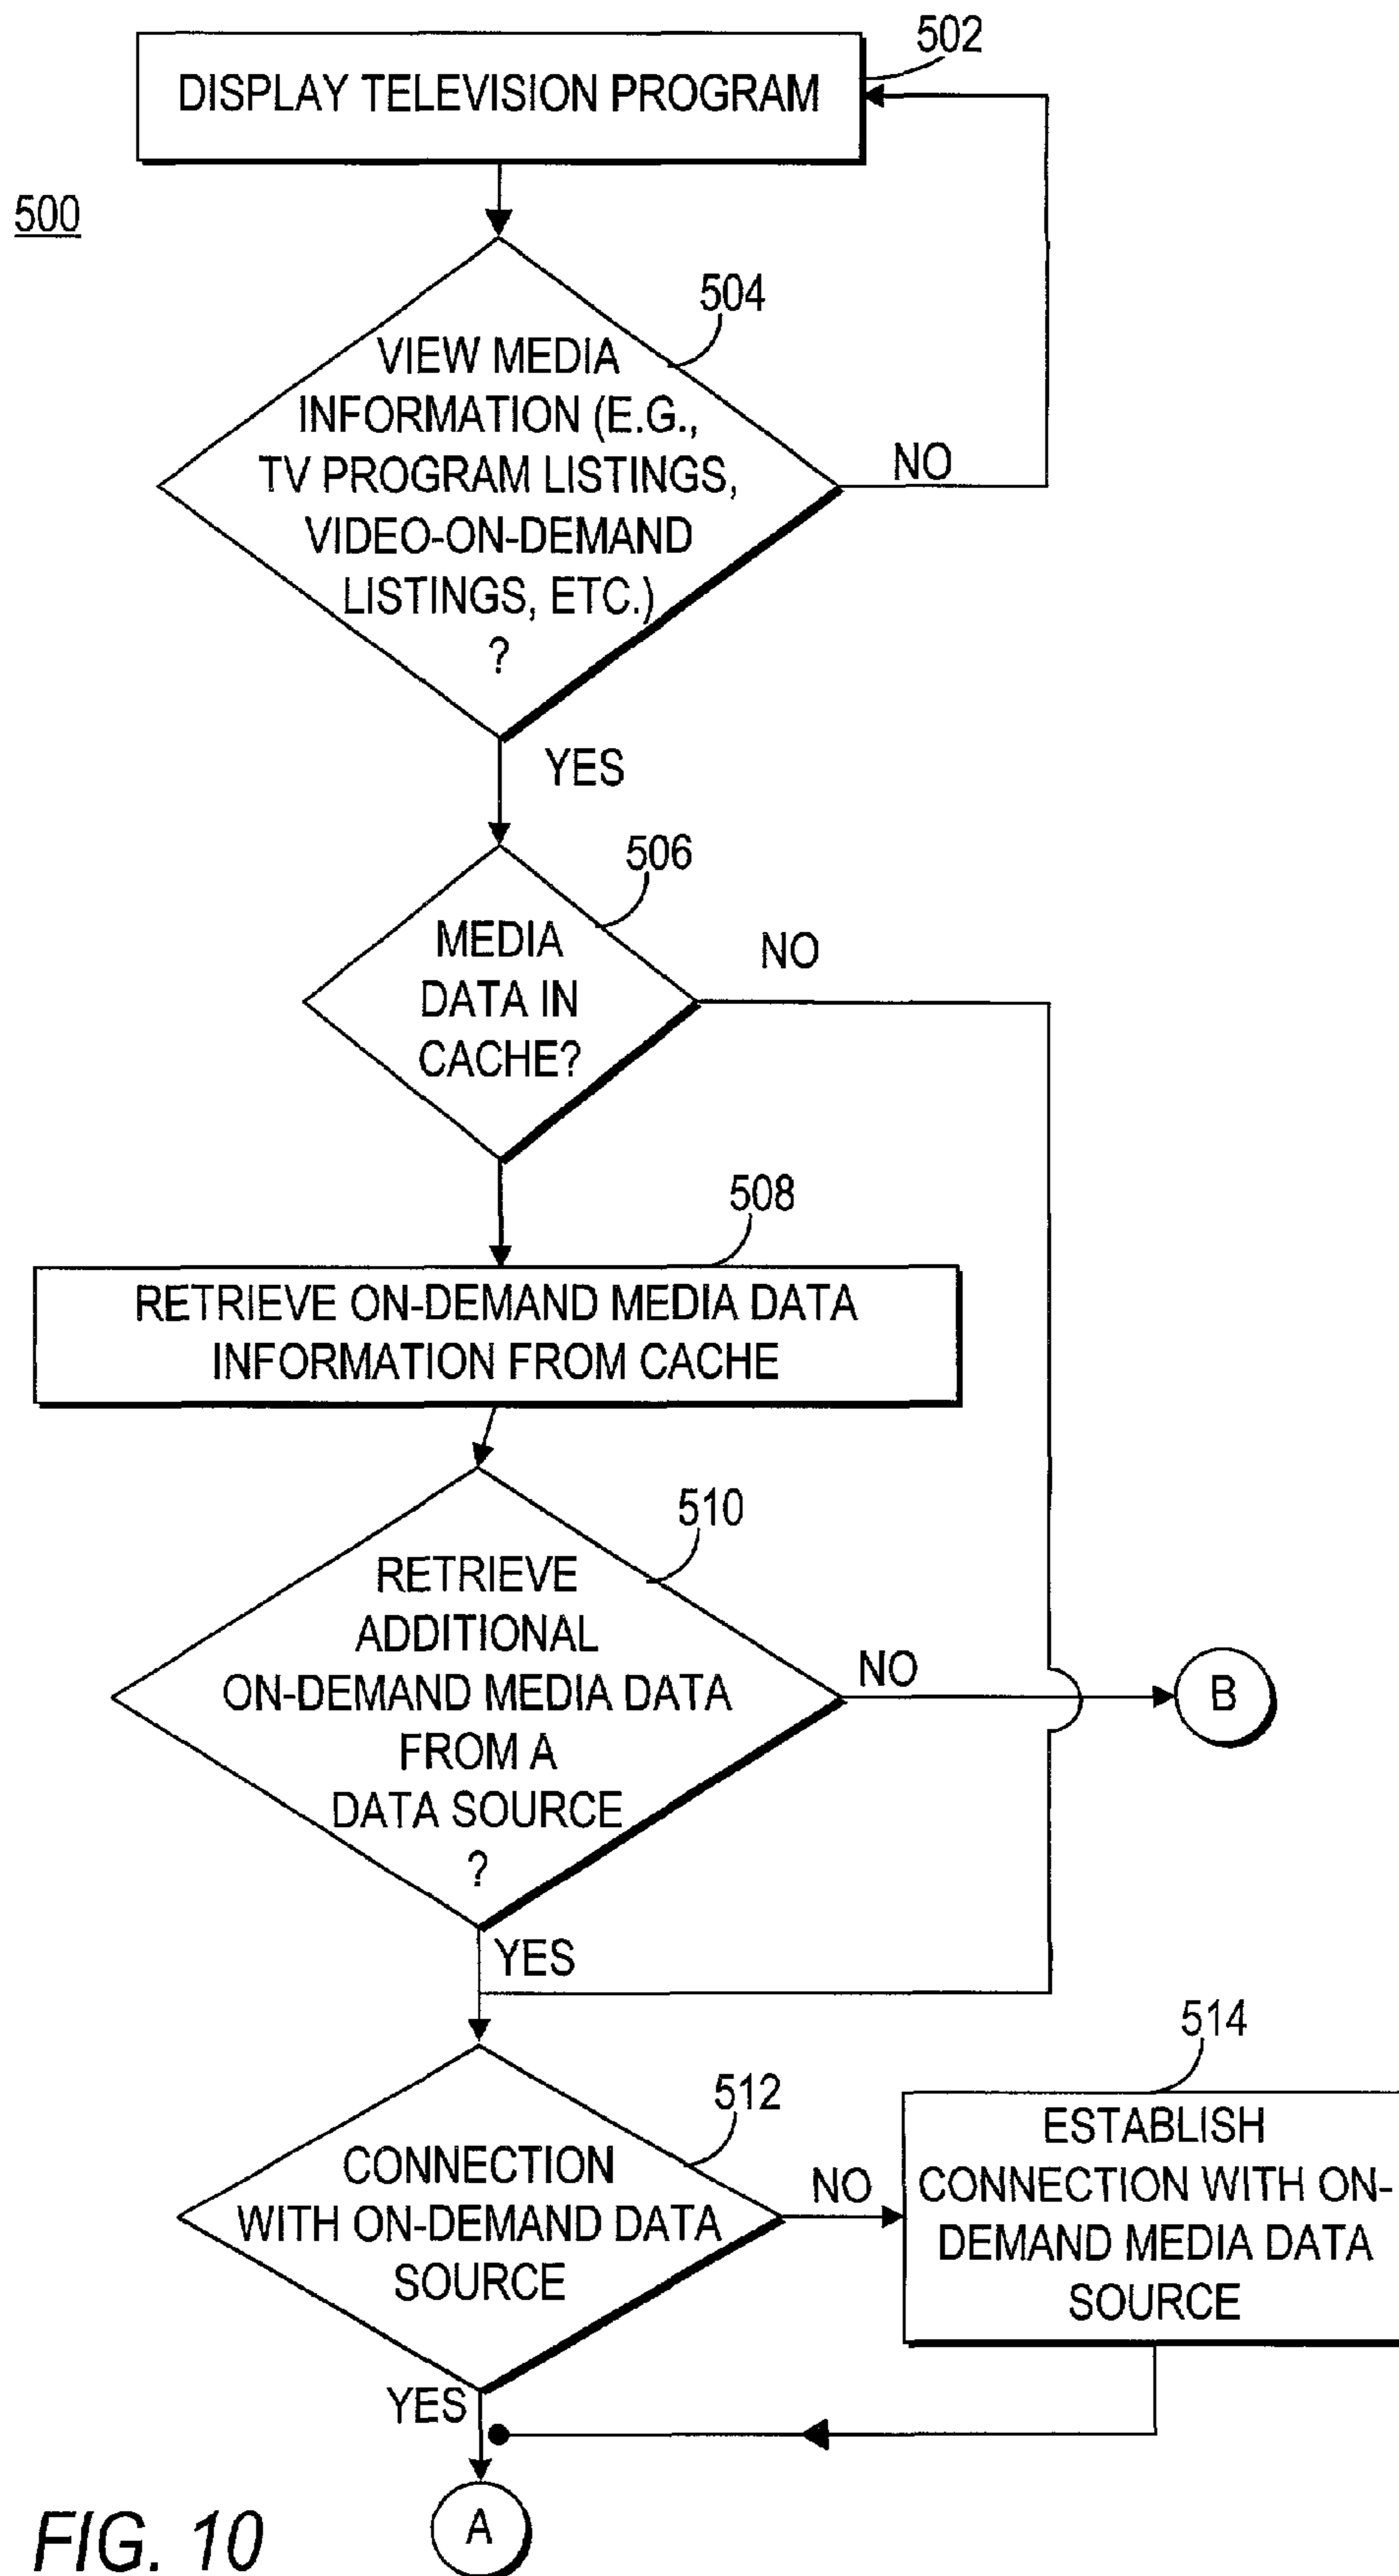 502
DISPLAY TELEVISION PROGRAM
500
504
VIEW MEDIA
INFORMATION (E.G.,
TV PROGRAM LISTINGS,
VIDEO-ON-DEMAND
LISTINGS, ETC.)
?
NO
YES
506
MEDIA
DATA IN
CACHE?
NO
508
RETRIEVE ON-DEMAND MEDIA DATA
INFORMATION FROM CACHE
510
RETRIEVE
ADDITIONAL
ON-DEMAND MEDIA DATA
FROM A
DATA SOURCE
?
NO
B
YES
512
CONNECTION
WITH ON-DEMAND DATA
SOURCE
NO
514
ESTABLISH
CONNECTION WITH ON-
DEMAND MEDIA DATA
SOURCE
YES
A
FIG. 10